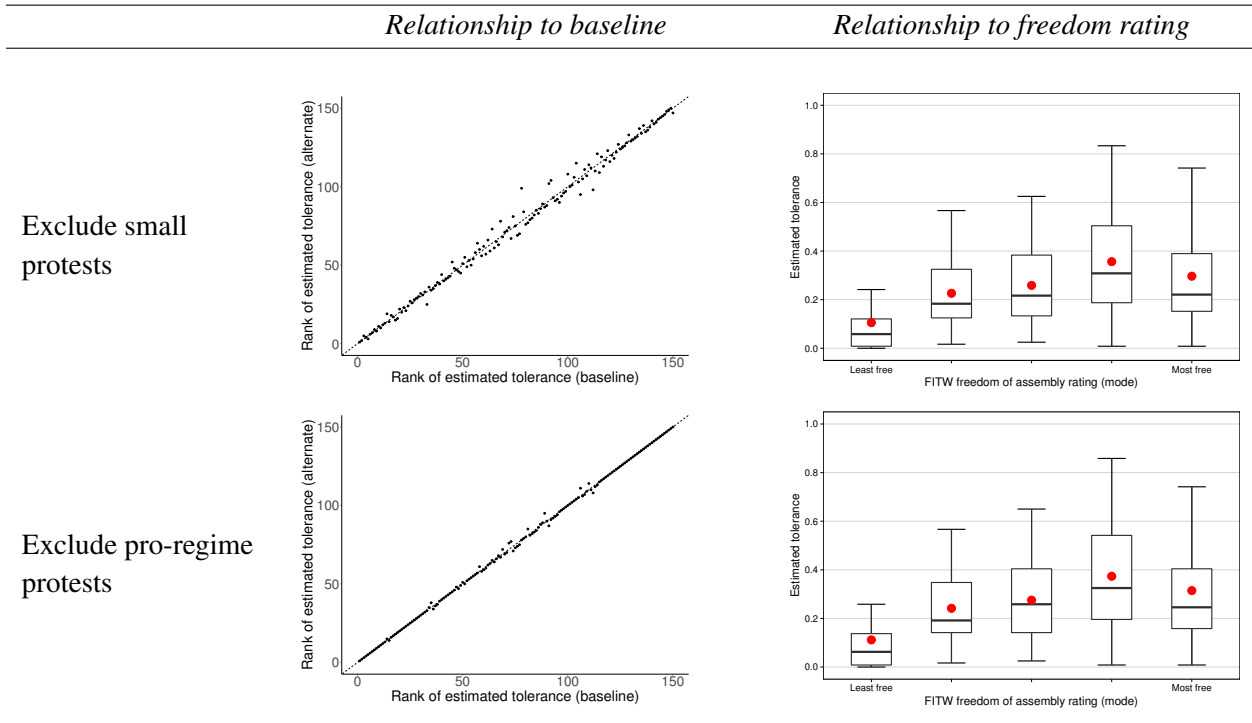 Relationship to baseline
Relationship to freedom rating
Exclude small
protests
Rank of estimated tolerance (alternate)
150
100
50
0
0 50 100 150
Rank of estimated tolerance (baseline)
Estimated tolerance
1.0
0.8
0.6
0.4
0.2
0.0
Least free Most free
FITW freedom of assembly rating (mode)
Exclude pro-regime
protests
Rank of estimated tolerance (alternate)
150
100
50
0
0 50 100 150
Rank of estimated tolerance (baseline)
Estimated tolerance
1.0
0.8
0.6
0.4
0.2
0.0
Least free Most free
FITW freedom of assembly rating (mode)